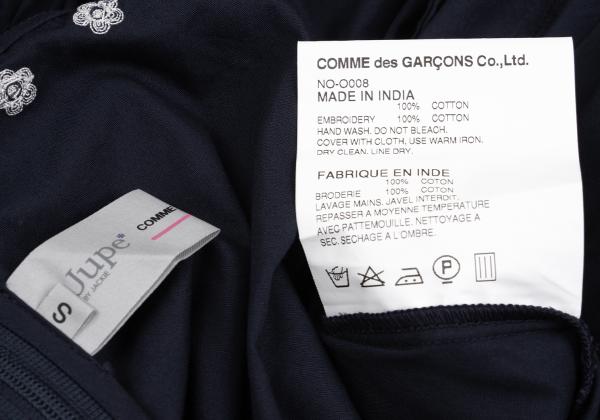 COMME des GARÇONS Co.,Ltd.
NO-O008
MADE IN INDIA
100% COTTON
EMBROIDERY 100% COTTON
HAND WASH. DO NOT BLEACH.
COVER WITH CLOTH, USE WARM IRON.
DRY CLEAN. LINE DRY.
FABRIQUE EN INDE
100% COTON
BRODERIE 100% COTON
LAVAGE MAINS. JAVEL INTERDIT.
REPASSER A MOYENNE TEMPERATURE
AVEC PATTEMOUILLE. NETTOYAGE A
SEC. SECHAGE A L'OMBRE.
P
COMME
Jupe
BY JACKIE
S